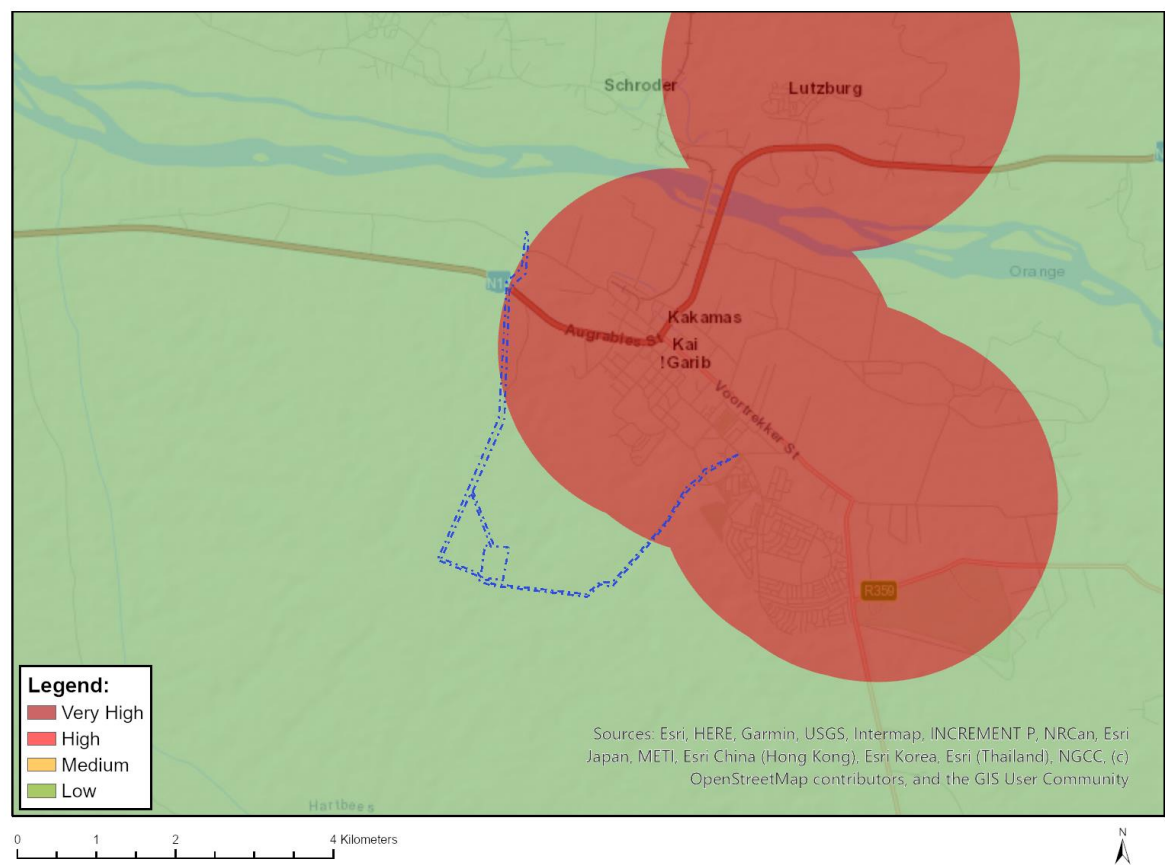 Schroder
Lutzburg
Orange
N1
Kakamas
Augrabies St
Kai
!Garib
Voortrekker St
R359
Legend:
Very High
High
Medium
Low
Sources: Esri, HERE, Garmin, USGS, Intermap, INCREMENT P, NRCan, Esri
Japan, METI, Esri China (Hong Kong), Esri Korea, Esri (Thailand), NGCC, (c)
OpenStreetMap contributors, and the GIS User Community
Hartbees
0 1 2 4 Kilometers
N